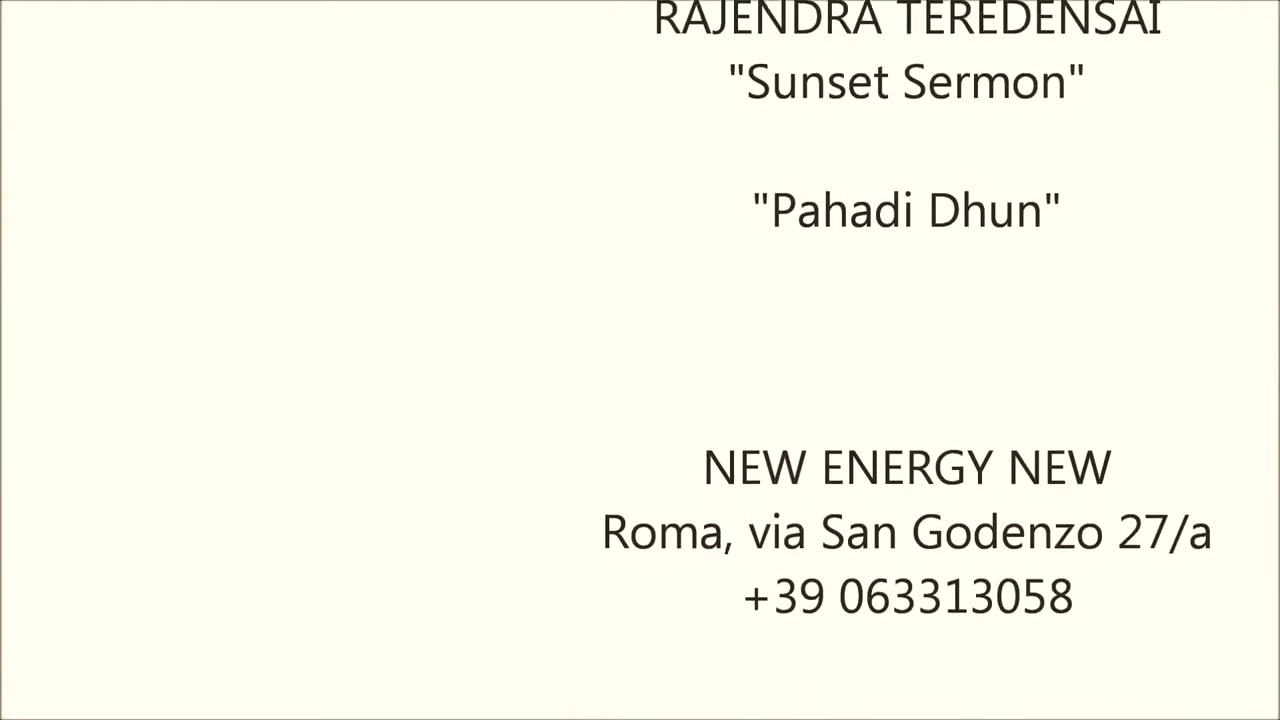 RAJENDRA TEREDENSAI
"Sunset Sermon"
"Pahadi Dhun"
NEW ENERGY NEW
Roma, via San Godenzo 27/a
+39 063313058